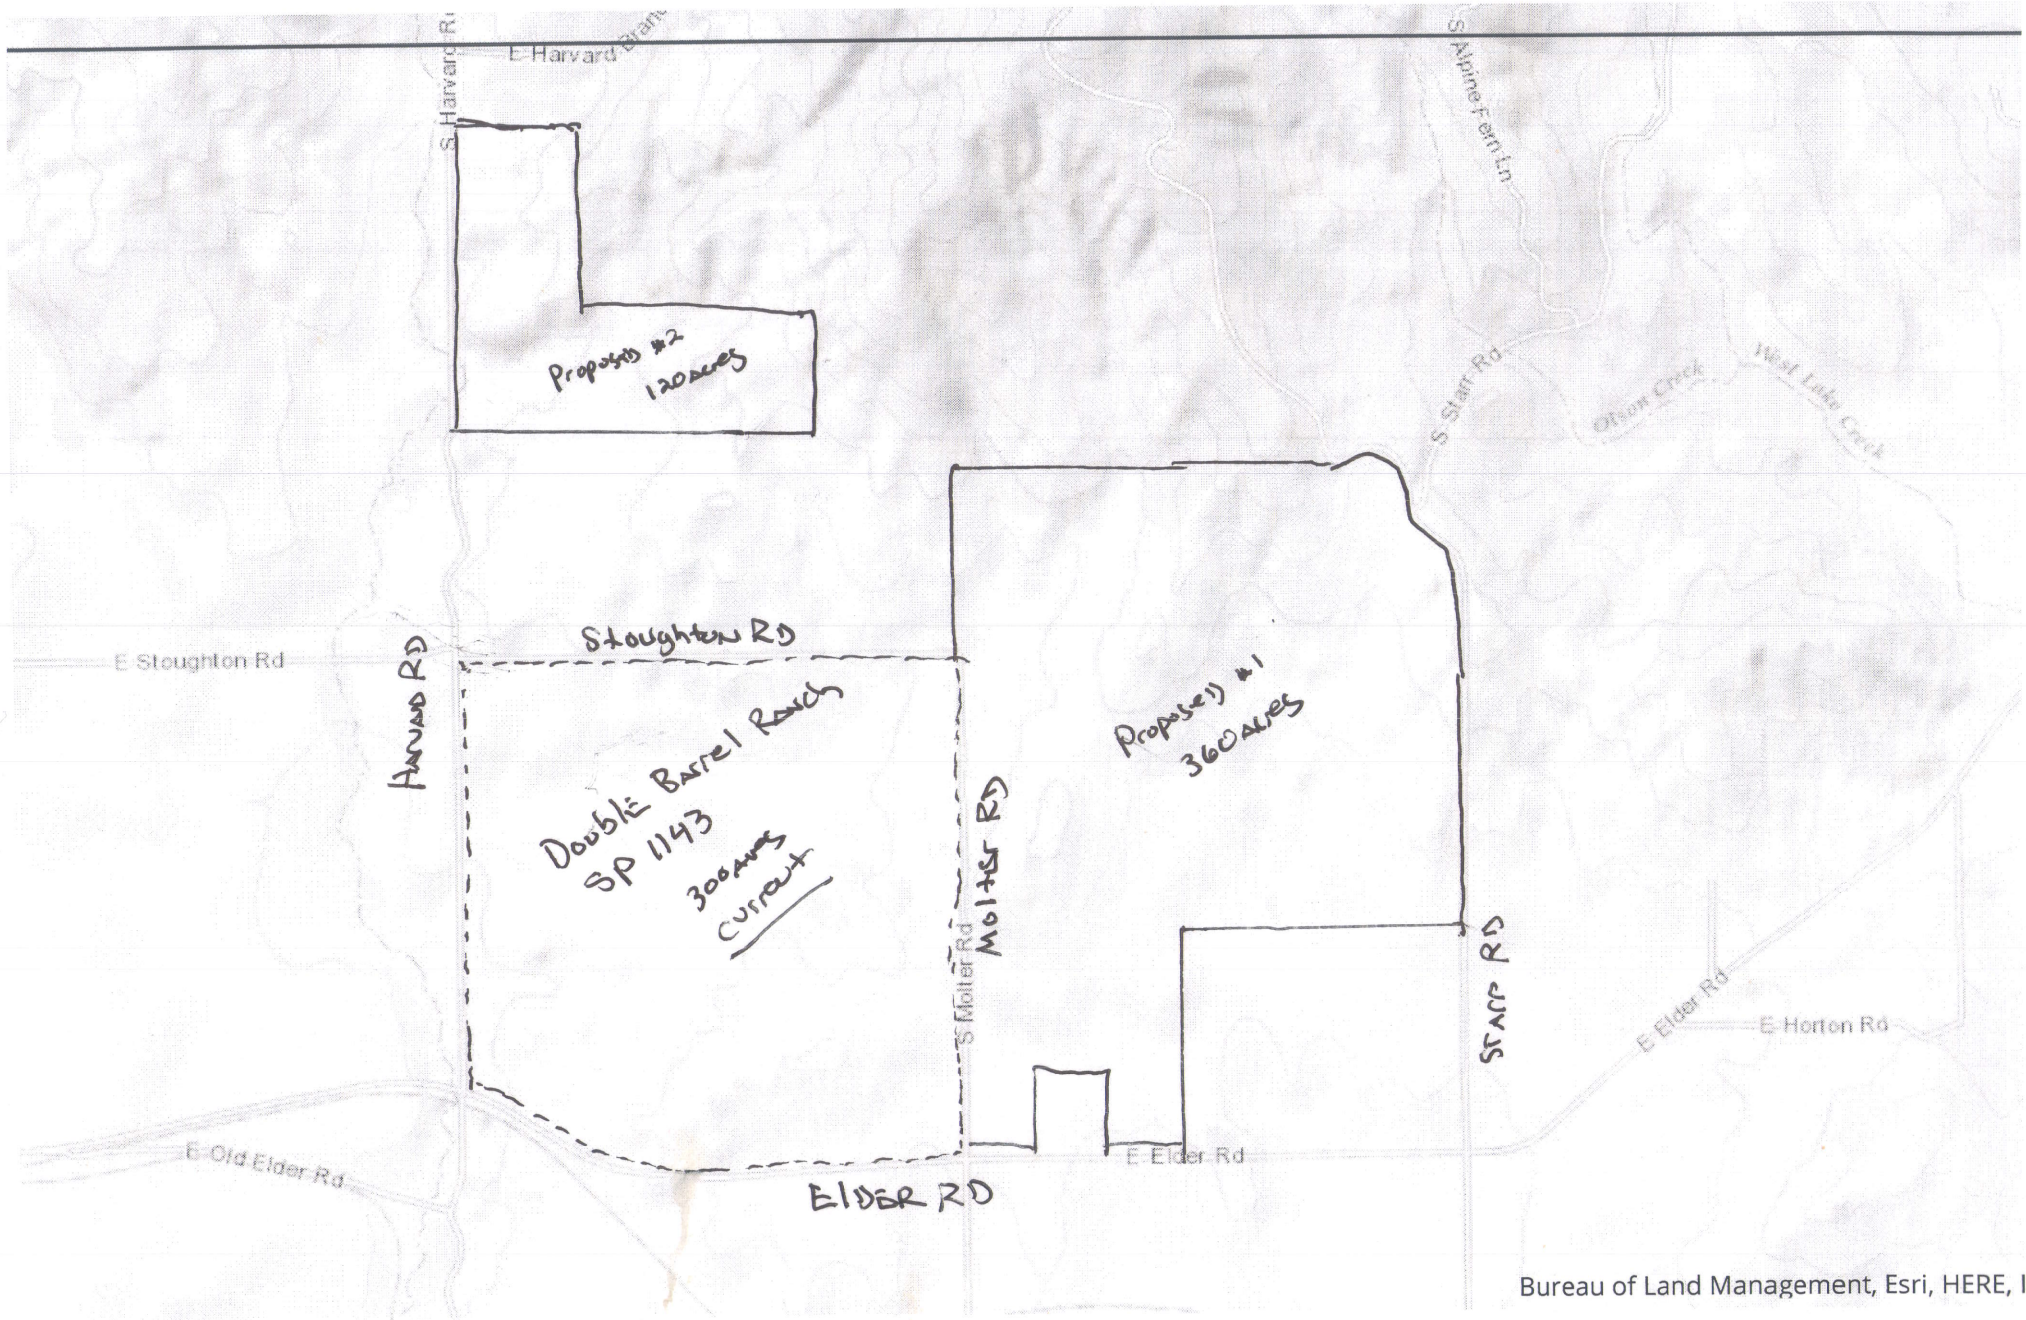 S Harvard Rd
E Harvard Branc
S Alpine Fern Ln
Proposed #2
120 Acres
S Starr Rd
Olson Creek
West Lake Creek
E Stoughton Rd
Stoughton RD
Harvard RD
Double Barrel Ranch
SP 1143
300 Acres
Current
Proposed #1
360 Acres
Molter RD
S Molter Rd
Starr RD
E Elder Rd
E Horton Rd
E Old Elder Rd
E Elder Rd
ElDER RD
Bureau of Land Management, Esri, HERE,